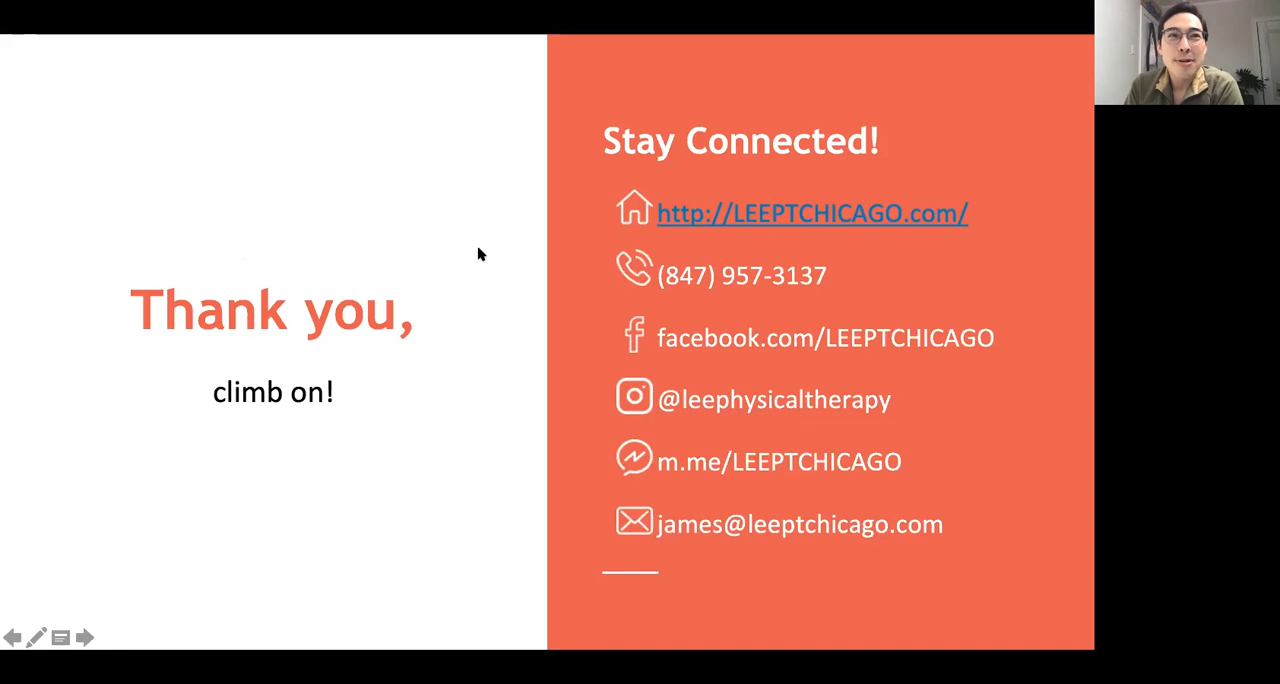 Thank you,
climb on!
Stay Connected!
http://LEEPTCHICAGO.com/
(847) 957-3137
facebook.com/LEEPTCHICAGO
@leephysicaltherapy
m.me/LEEPTCHICAGO
james@leeptchicago.com